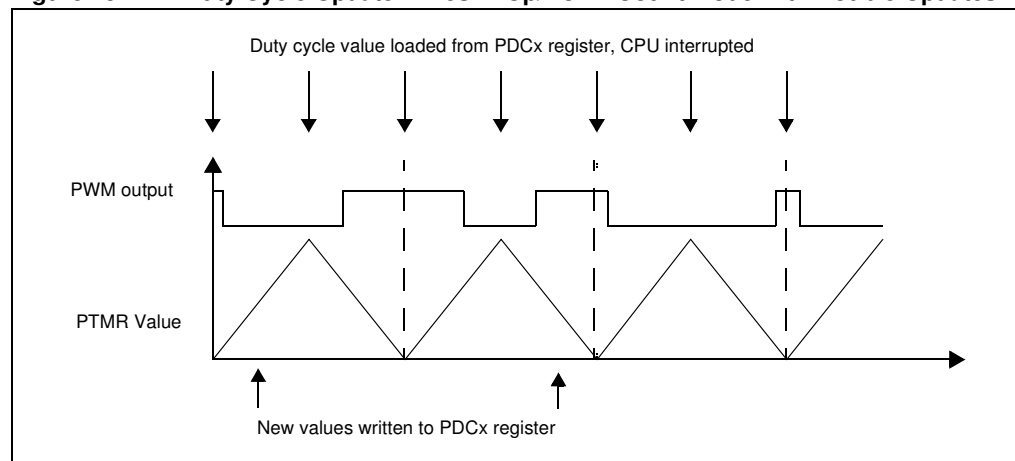 Duty cycle value loaded from PDCx register, CPU interrupted
PWM output
PTMR Value
New values written to PDCx register